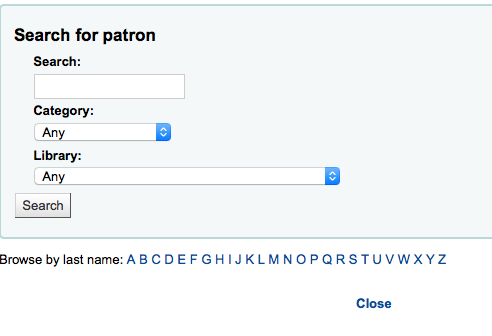 Search for patron
Search:
Category:
Any
Library:
Any
Search
Browse by last name: A B C D E F G H I J K L M N O P Q R S T U V W X Y Z
Close